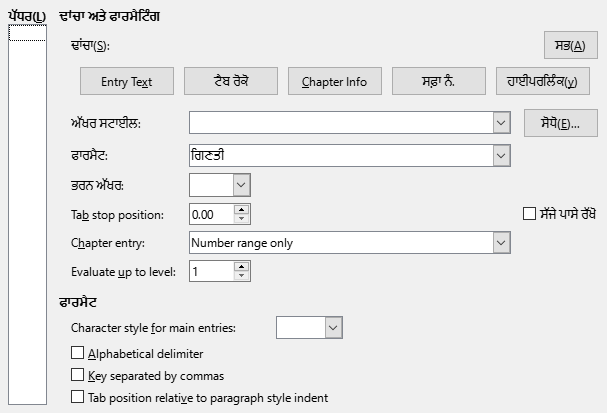 ਪੱਧਰ(L)
ਢਾਂਚਾ ਅਤੇ ਫਾਰਮੈਟਿੰਗ
ਢਾਂਚਾ(S):
ਸਭ(A)
Entry Text
ਟੈਬ ਰੋਕੋ
Chapter Info
ਸਫ਼ਾ ਨੰ.
ਹਾਈਪਰਲਿੰਕ(y)
ਅੱਖਰ ਸਟਾਈਲ:
ਸੋਧੋ(E)...
ਫਾਰਮੈਟ:
ਗਿਣਤੀ
ਭਰਨ ਅੱਖਰ:
Tab stop position:
0.00
ਸੱਜੇ ਪਾਸੇ ਰੱਖੋ
Chapter entry:
Number range only
Evaluate up to level:
1
ਫਾਰਮੈਟ
Character style for main entries:
Alphabetical delimiter
Key separated by commas
Tab position relative to paragraph style indent